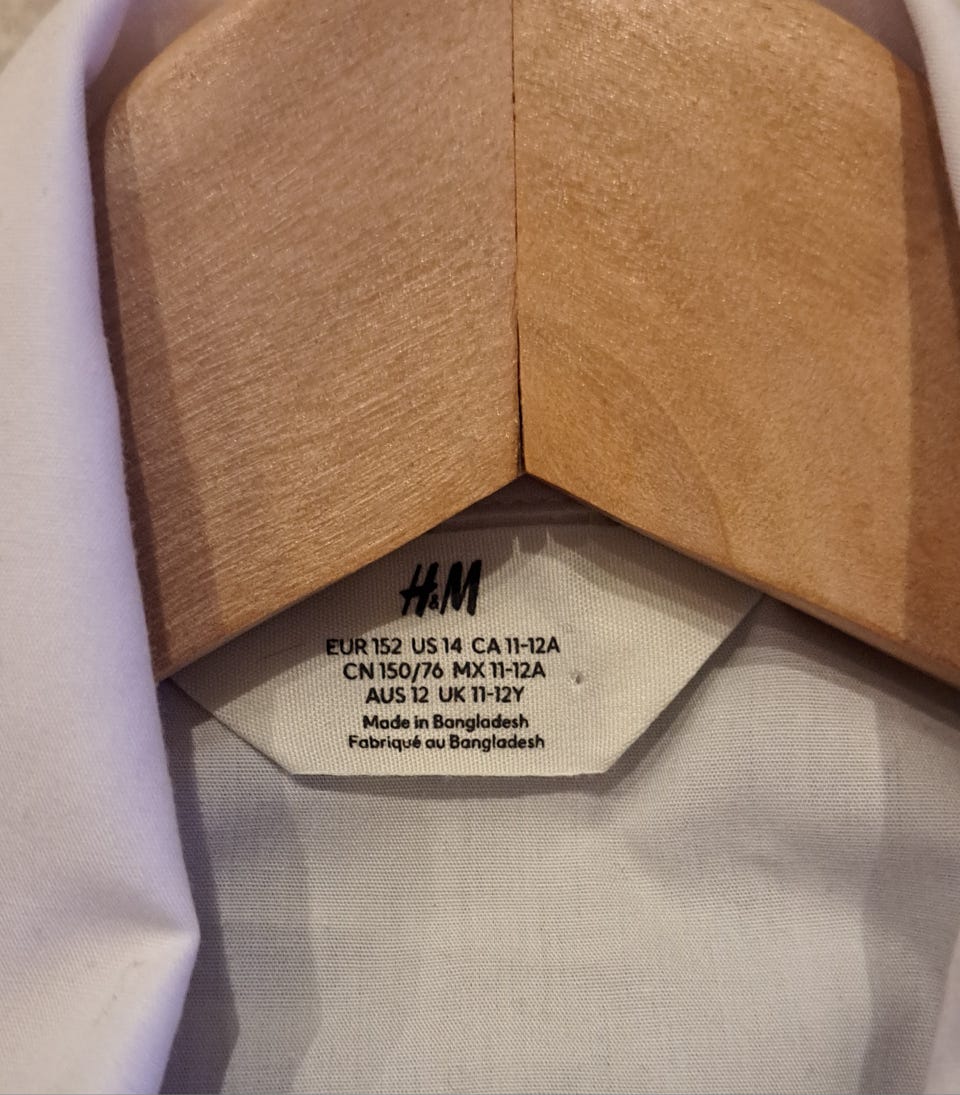 H&M
EUR 152 US 14 CA 11-12A
CN 150/76 MX 11-12A
AUS 12 UK 11-12Y
Made in Bangladesh
Fabriqué au Bangladesh